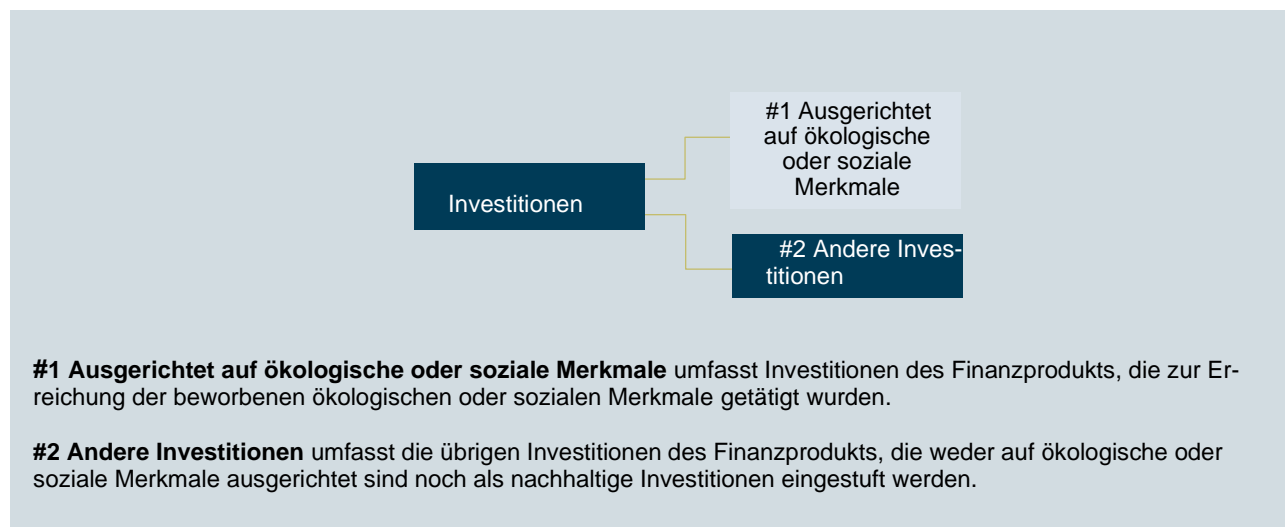 #1 Ausgerichtet
auf ökologische
oder soziale
Merkmale
Investitionen
#2 Andere Inves-
titionen
#1 Ausgerichtet auf ökologische oder soziale Merkmale umfasst Investitionen des Finanzprodukts, die zur Er-
reichung der beworbenen ökologischen oder sozialen Merkmale getätigt wurden.
#2 Andere Investitionen umfasst die übrigen Investitionen des Finanzprodukts, die weder auf ökologische oder
soziale Merkmale ausgerichtet sind noch als nachhaltige Investitionen eingestuft werden.